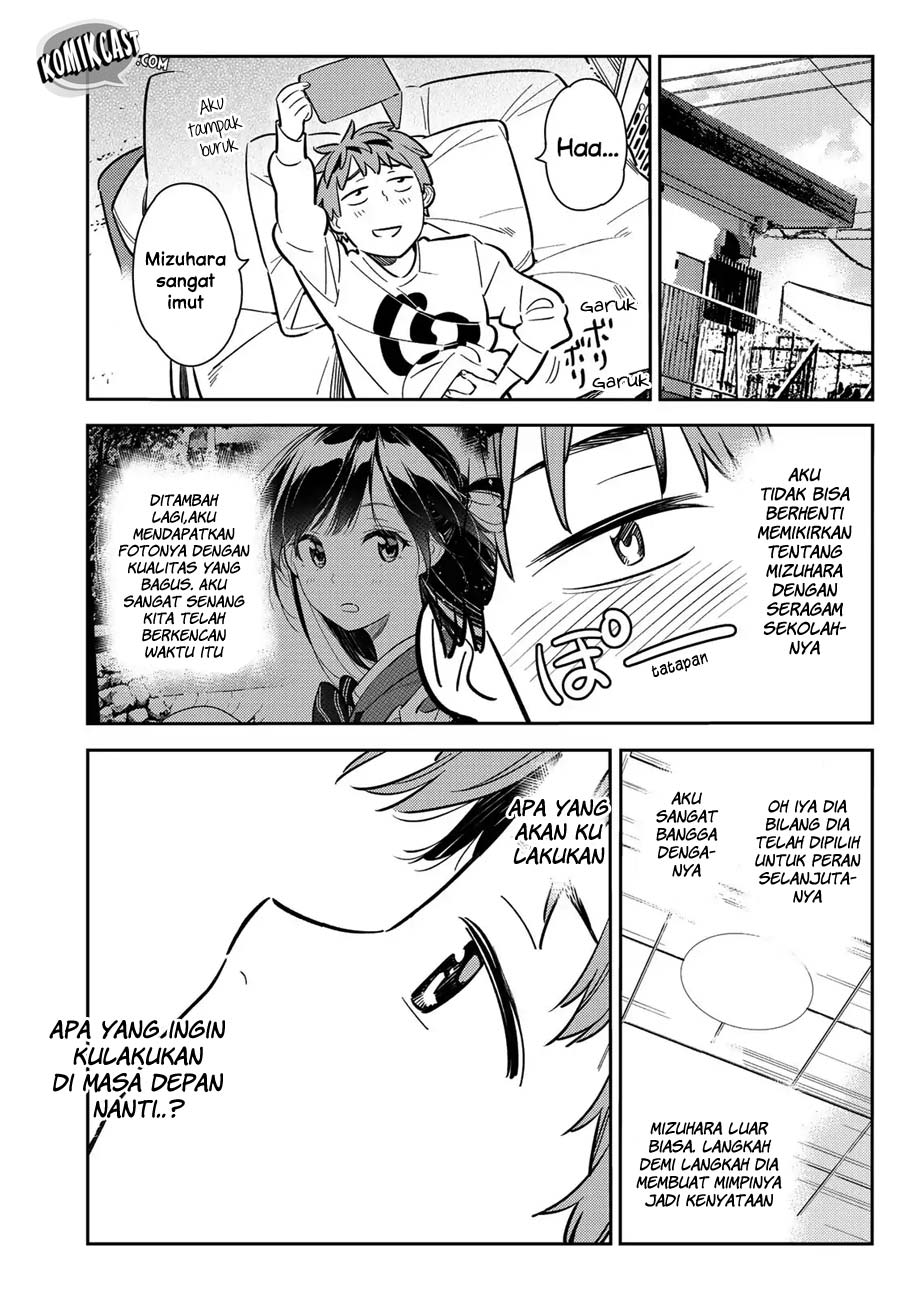 KOMIKCAST
.COM
Haa...
Aku
tampak
buruk
Mizuhara
sangat
imut
Garuk
ボリ
ボリ
Garuk
AKU
TIDAK BISA
BERHENTI
MEMIKIRKAN
TENTANG
MIZUHARA
DENGAN
SERAGAM
SEKOLAH-
NYA
ぽー
tatapan
DITAMBAH
LAGI,AKU
MENDAPATKAN
FOTONYA DENGAN
KUALITAS YANG
BAGUS. AKU
SANGAT SENANG
KITA TELAH
BERKENCAN
WAKTU ITU
OH IYA DIA
BILANG DIA
TELAH DIPILIH
UNTUK PERAN
SELANJUTA-
NYA
AKU
SANGAT
BANGGA
DENGA-
NYA
MIZUHARA LUAR
BIASA. LANGKAH
DEMI LANGKAH DIA
MEMBUAT MIMPINYA
JADI KENYATAAN
APA YANG
AKAN KU
LAKUKAN
APA YANG INGIN
KULAKUKAN
DI MASA DEPAN
NANTI..?